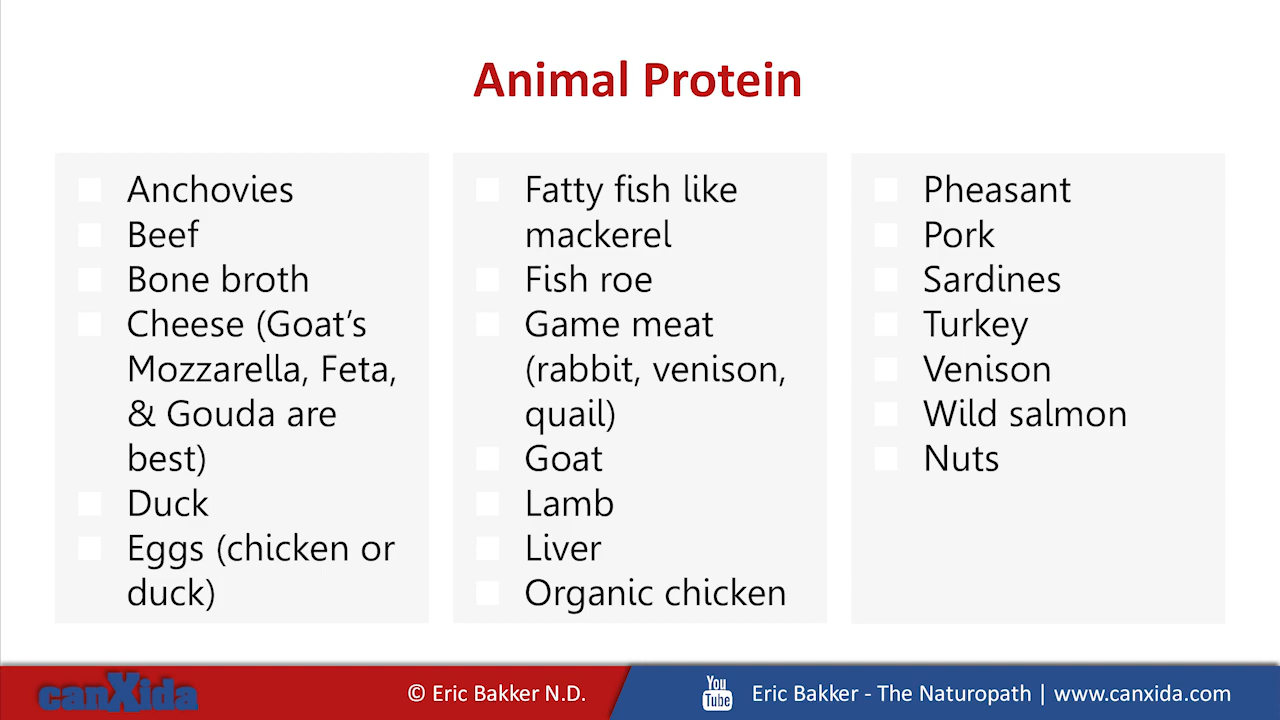 Animal Protein
Anchovies
Beef
Bone broth
Cheese (Goat’s
Mozzarella, Feta,
& Gouda are
best)
Duck
Eggs (chicken or
duck)
Fatty fish like
mackerel
Fish roe
Game meat
(rabbit, venison,
quail)
Goat
Lamb
Liver
Organic chicken
Pheasant
Pork
Sardines
Turkey
Venison
Wild salmon
Nuts
canXida
© Eric Bakker N.D.
You
Tube
Eric Bakker - The Naturopath | www.canxida.com